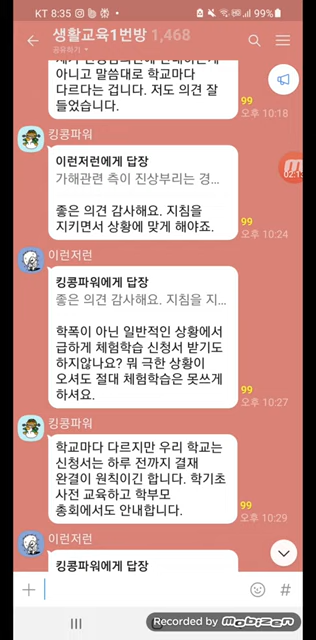 KT 8:35 99%
생활교육1번방 1,468
공유하기
아니고 말씀대로 학교마다
다르다는 겁니다. 저도 의견 잘
들었습니다.
99
오후 10:18
킹콩파워
이런저런에게 답장
가해관련 측이 진상부리는 경...
좋은 의견 감사해요. 지침을
지키면서 상황에 맞게 해야죠.
99
오후 10:24
이런저런
킹콩파워에게 답장
좋은 의견 감사해요. 지침을 지...
학폭이 아닌 일반적인 상황에서
급하게 체험학습 신청서 받기도
하지않나요? 뭐 극한 상황이
오셔도 절대 체험학습은 못쓰게
하셔요.
99
오후 10:27
킹콩파워
학교마다 다르지만 우리 학교는
신청서는 하루 전까지 결재
완결이 원칙이긴 합니다. 학기초
사전 교육하고 학부모
총회에서도 안내합니다.
99
오후 10:29
이런저런
킹콩파워에게 답장
Recorded by Mobizen